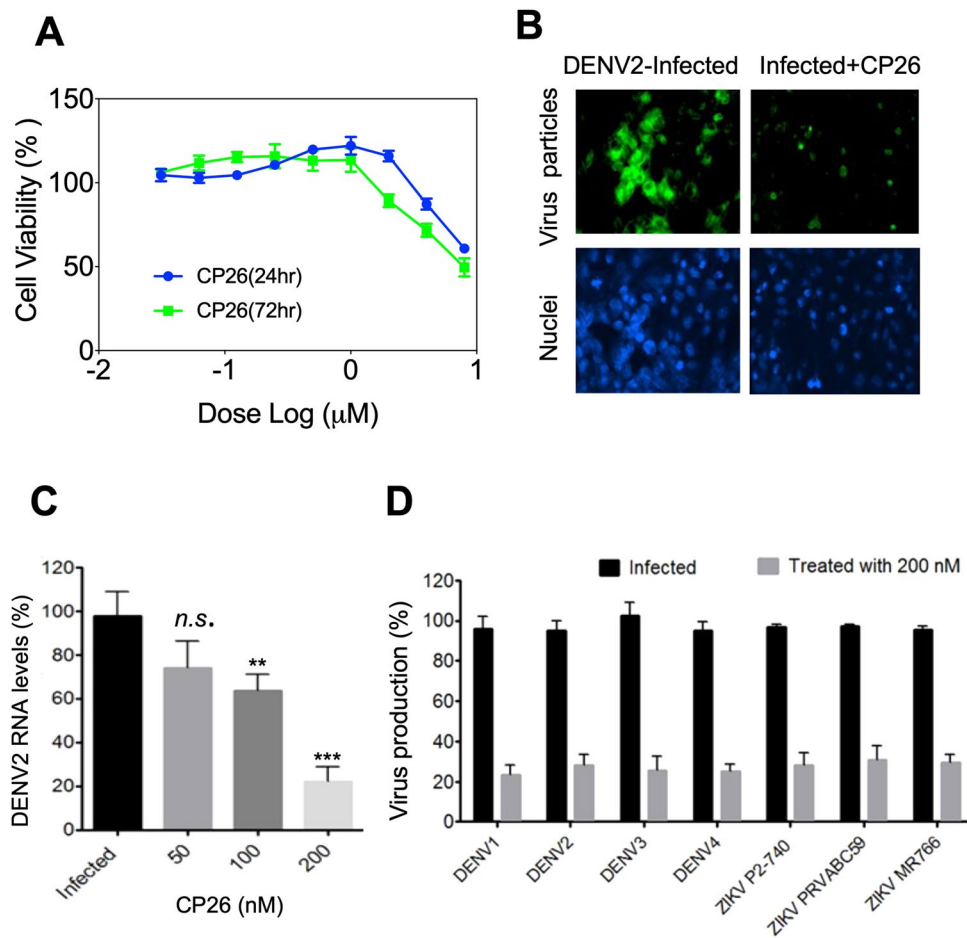 A
Cell Viability (% )
150
100
50
0
-2
-1
0
1
CP26(24hr)
CP26(72hr)
Dose Log (μM)
B
DENV2-Infected
Infected+CP26
Virus particles
Nuclei
C
DENV2 RNA levels (%)
120
100
80
60
40
20
0
n.s.
**
***
Infected
50
100
200
CP26 (nM)
D
Infected
Treated with 200 nM
Virus production (%)
120
100
80
60
40
20
0
DENV1
DENV2
DENV3
DENV4
ZIKV P2-740
ZIKV PRVABC59
ZIKV MR766